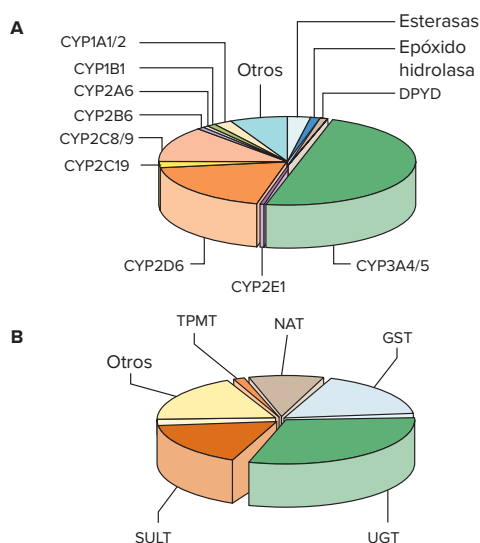 A
Esterasas
CYP1A1/2
Epóxido
hidrolasa
CYP1B1
Otros
DPYD
CYP2A6
CYP2B6
CYP2C8/9
CYP2C19
CYP2D6
CYP3A4/5
CYP2E1
B
TPMT
NAT
GST
Otros
SULT
UGT